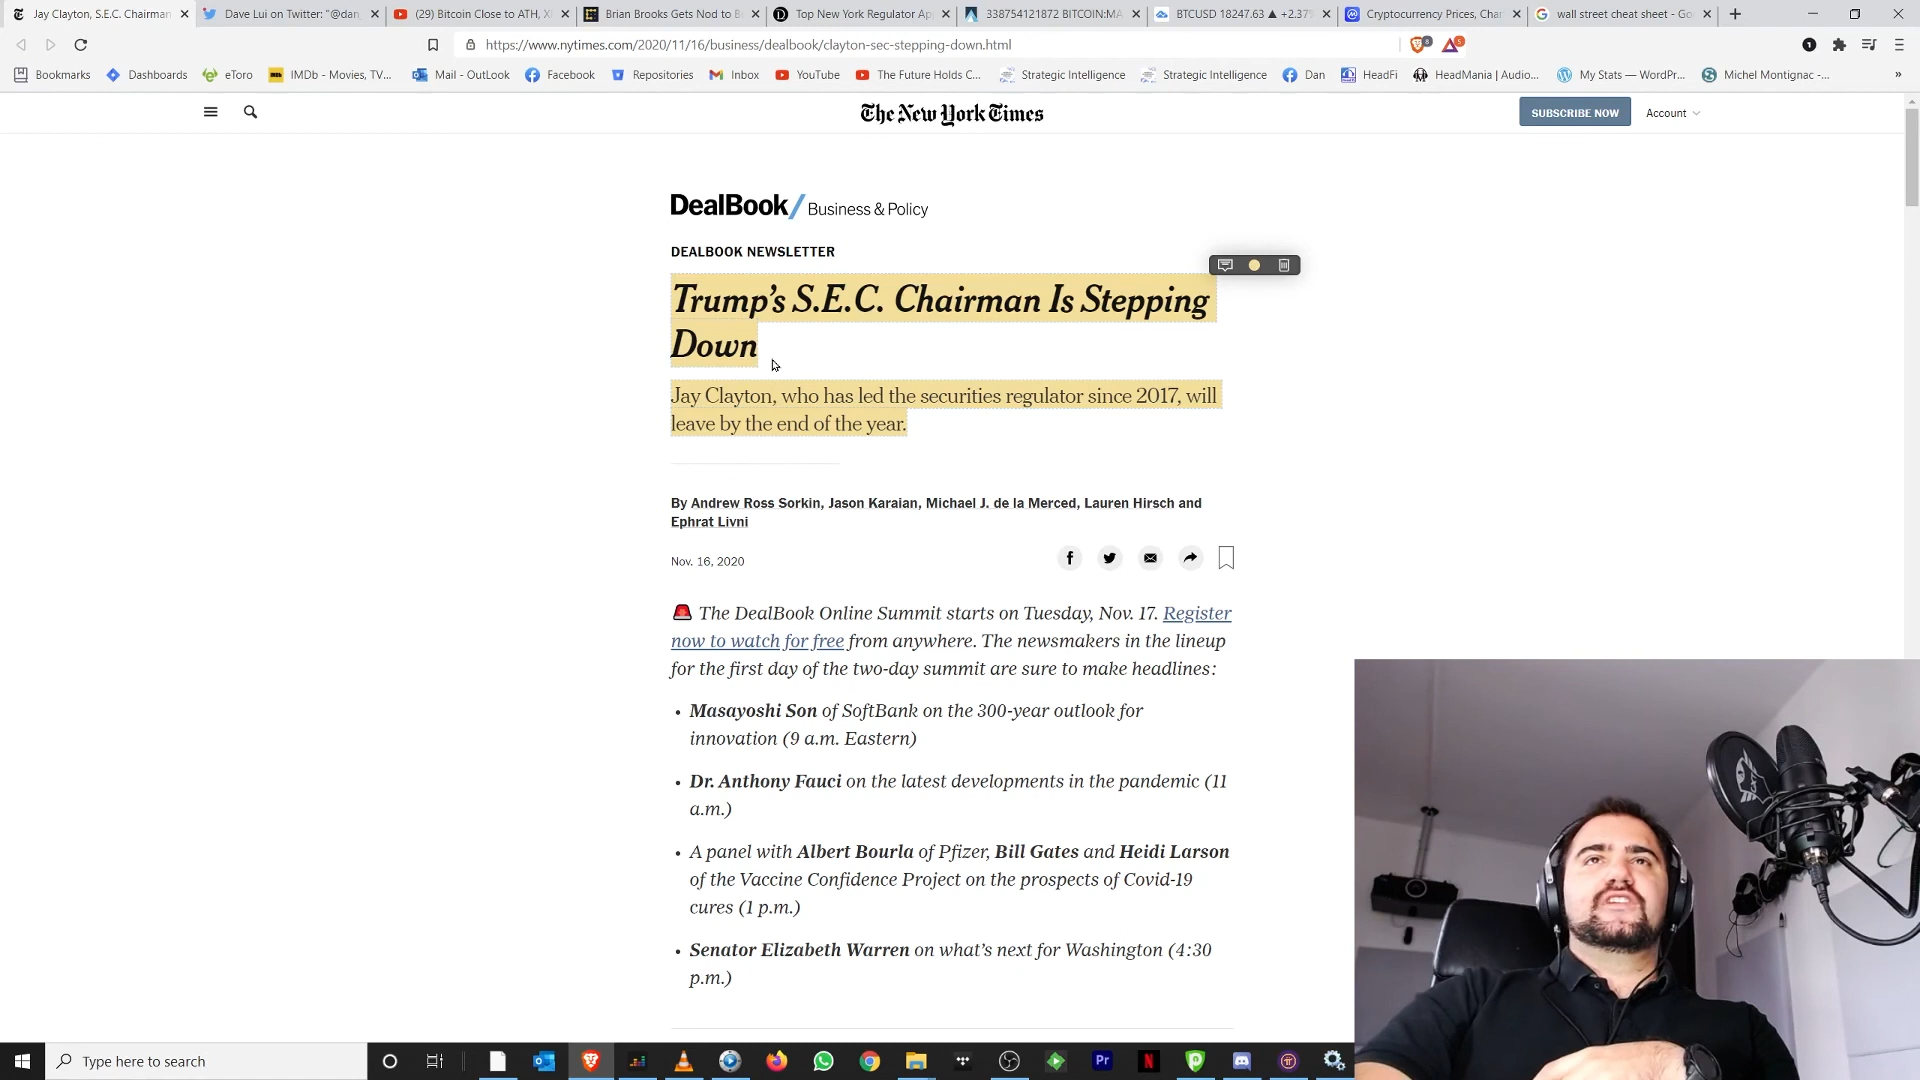 Jay Clayton, S.E.C. Chairman
Dave Lui on Twitter: "@dan
(29) Bitcoin Close to ATH, X
Brian Brooks Gets Nod to B
Top New York Regulator Ap
338754121872 BITCOIN:MA
BTCUSD 18247.63 ▲ +2.37%
Cryptocurrency Prices, Char
wall street cheat sheet - Go
https://www.nytimes.com/2020/11/16/business/dealbook/clayton-sec-stepping-down.html
Bookmarks
Dashboards
eToro
IMDb - Movies, TV...
Mail - OutLook
Facebook
Repositories
Inbox
YouTube
The Future Holds C...
Strategic Intelligence
Strategic Intelligence
Dan
HeadFi
HeadMania | Audio...
My Stats — WordPr...
Michel Montignac -...
The New York Times
SUBSCRIBE NOW
Account
DealBook/ Business & Policy
DEALBOOK NEWSLETTER
Trump's S.E.C. Chairman Is Stepping
Down
Jay Clayton, who has led the securities regulator since 2017, will
leave by the end of the year.
By Andrew Ross Sorkin, Jason Karaian, Michael J. de la Merced, Lauren Hirsch and
Ephrat Livni
Nov. 16, 2020
The DealBook Online Summit starts on Tuesday, Nov. 17. Register
now to watch for free from anywhere. The newsmakers in the lineup
for the first day of the two-day summit are sure to make headlines:
• Masayoshi Son of SoftBank on the 300-year outlook for
innovation (9 a.m. Eastern)
• Dr. Anthony Fauci on the latest developments in the pandemic (11
a.m.)
• A panel with Albert Bourla of Pfizer, Bill Gates and Heidi Larson
of the Vaccine Confidence Project on the prospects of Covid-19
cures (1 p.m.)
• Senator Elizabeth Warren on what's next for Washington (4:30
p.m.)
Type here to search